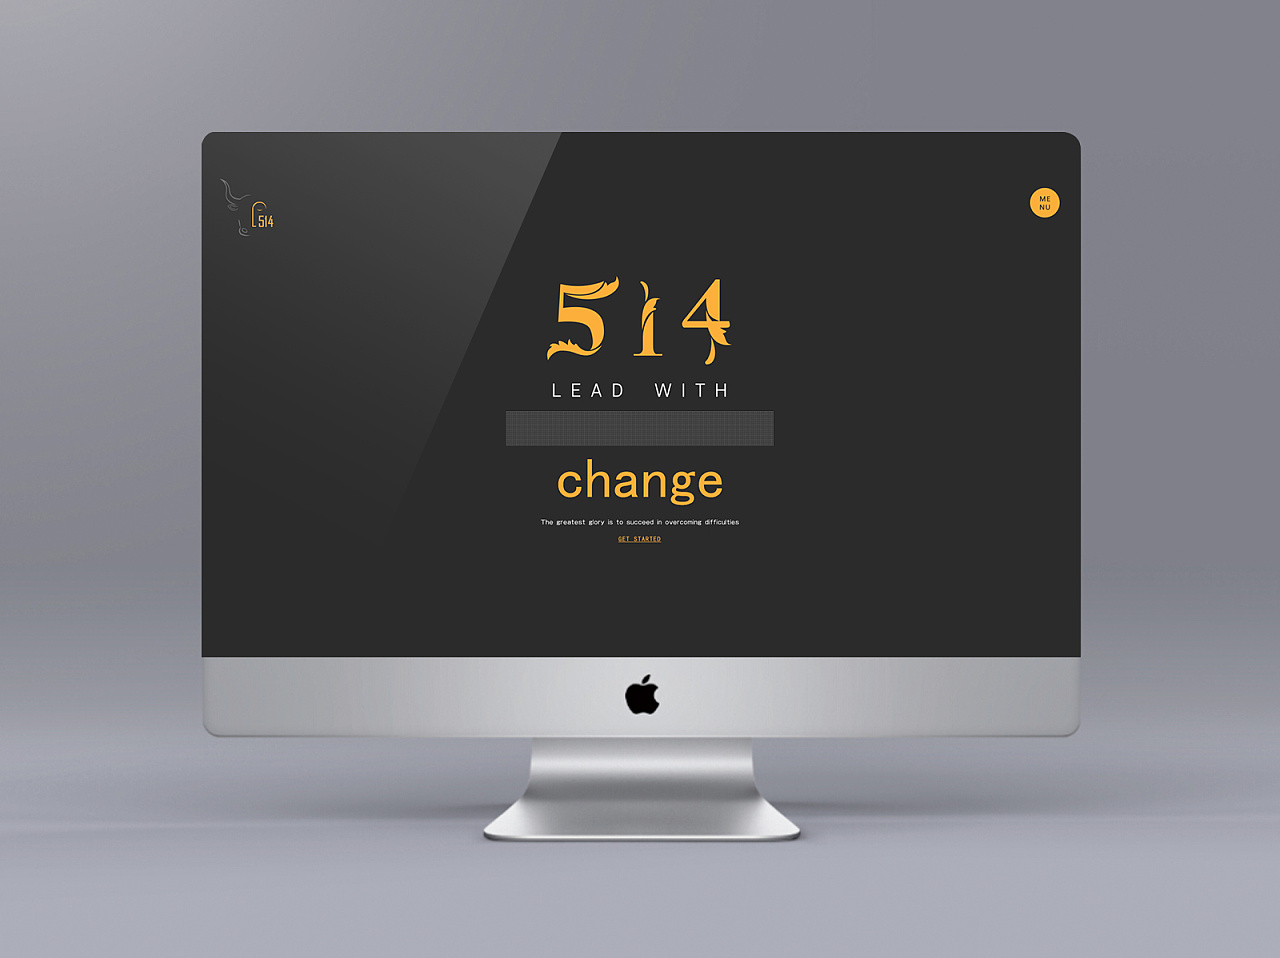 514
ME
NU
514
LEAD WITH
change
The greatest glory is to succeed in overcoming difficulties
GET STARTED